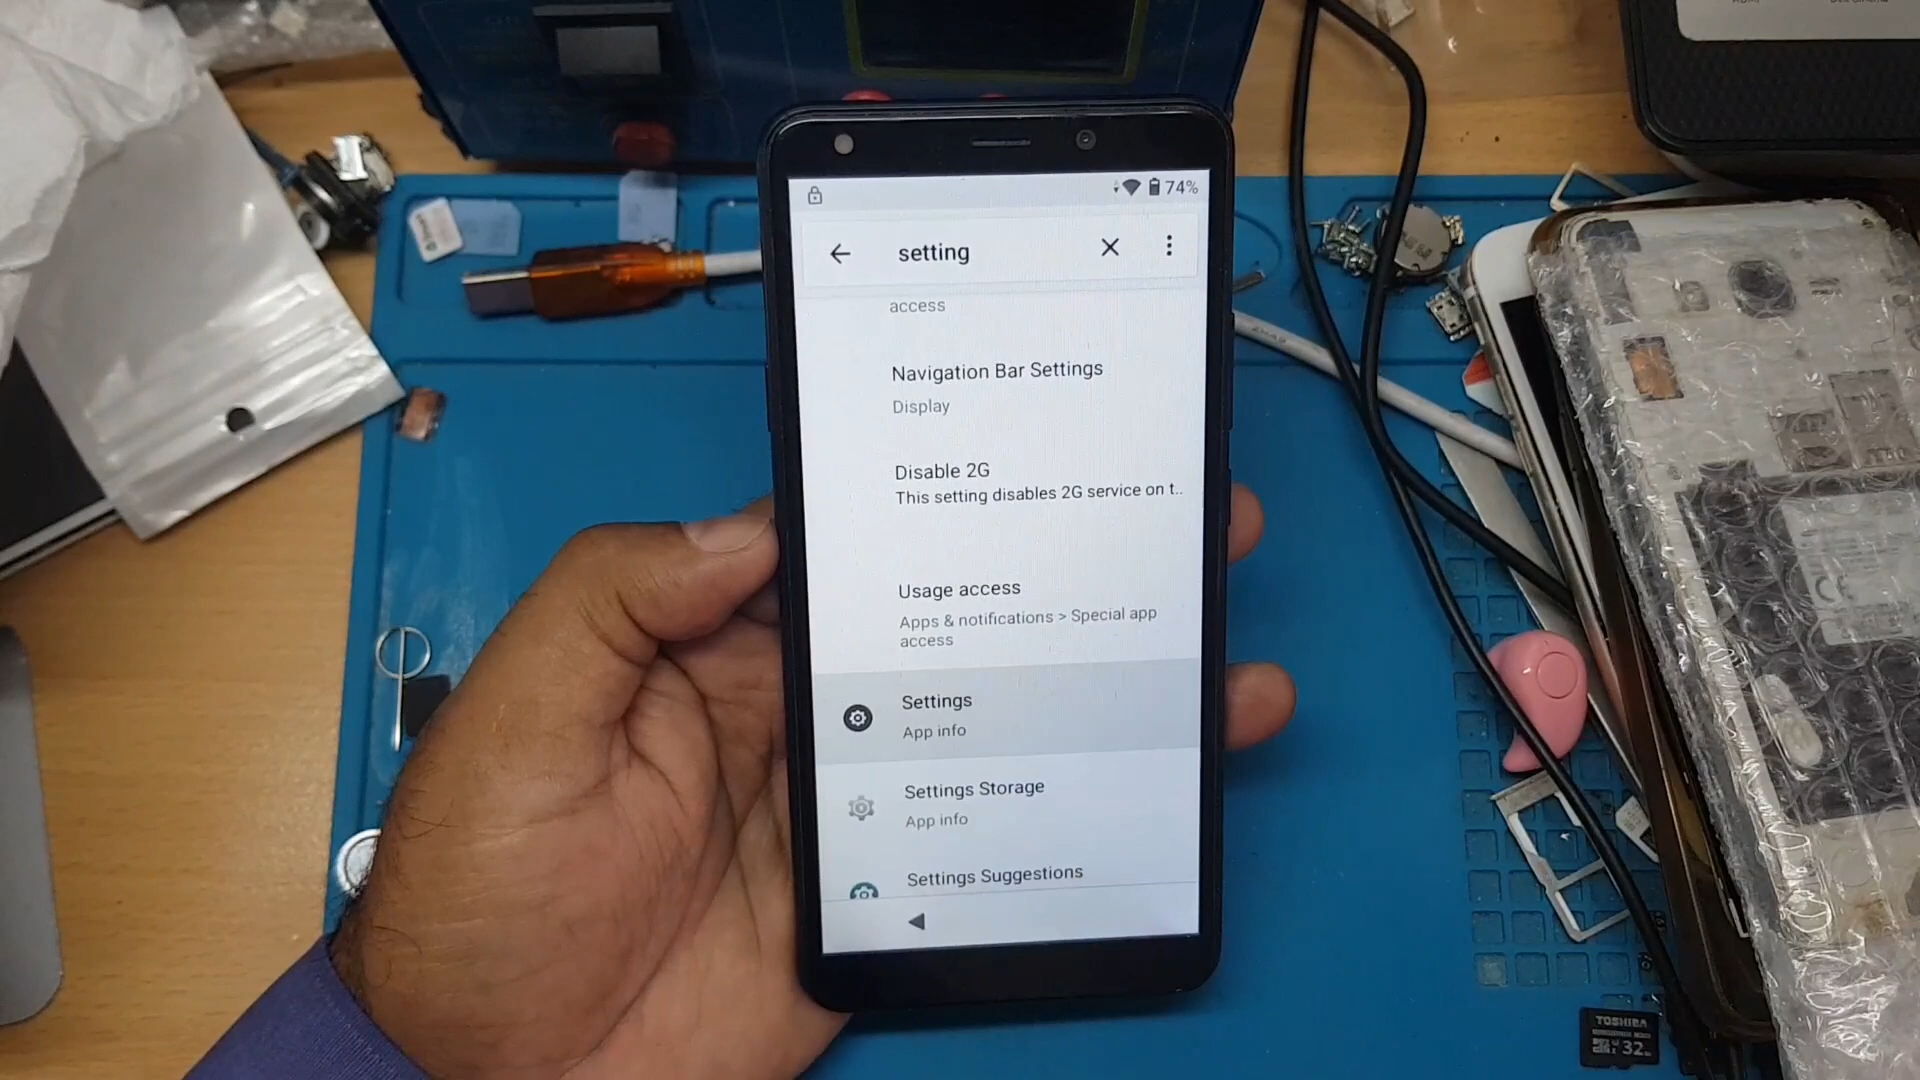 74%
setting
access
Navigation Bar Settings
Display
Disable 2G
This setting disables 2G service on t..
Usage access
Apps & notifications > Special app
access
Settings
App info
Settings Storage
App info
Settings Suggestions
TOSHIBA
32